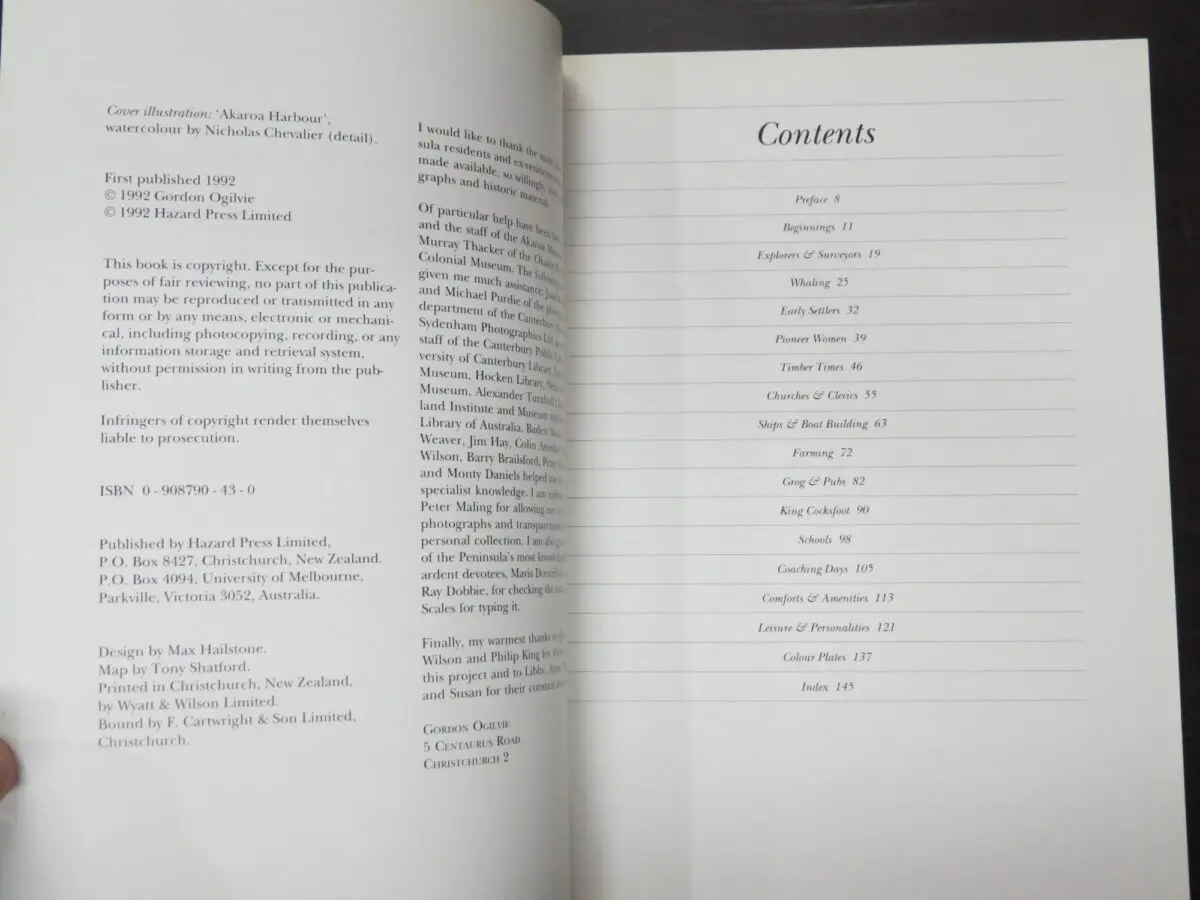 Cover illustration: 'Akaroa Harbour',
watercolour by Nicholas Chevalier (detail).
First published 1992
© 1992 Gordon Ogilvie
© 1992 Hazard Press Limited
This book is copyright. Except for the pur-
poses of fair reviewing, no part of this publica-
tion may be reproduced or transmitted in any
form or by any means, electronic or mechani-
cal, including photocopying, recording, or any
information storage and retrieval system,
without permission in writing from the pub-
lisher.
Infringers of copyright render themselves
liable to prosecution.
ISBN 0-908790-43-0
Published by Hazard Press Limited,
P.O. Box 8427, Christchurch, New Zealand.
P.O. Box 4094, University of Melbourne,
Parkville, Victoria 3052, Australia.
Design by Max Hailstone.
Map by Tony Shatford.
Printed in Christchurch, New Zealand,
by Wyatt & Wilson Limited.
Bound by F. Cartwright & Son Limited,
Christchurch.
I would like to thank the
sula residents and ex-residents
made available, so willingly,
graphs and historic material.
Of particular help have been
and the staff of the Akaroa
Murray Thacker of the Okains
Colonial Museum. The following
given me much assistance:
and Michael Purdie of the
department of the Canterbury
Sydenham Photographics Ltd
staff of the Canterbury Public
versity of Canterbury Library,
Museum, Hocken Library,
Museum, Alexander Turnbull
land Institute and Museum
Library of Australia. Baden
Weaver, Jim Hay, Colin
Wilson, Barry Brailsford,
and Monty Daniels helped
specialist knowledge. I am
Peter Maling for allowing
photographs and
personal collection. I am also
of the Peninsula's most
ardent devotees, Mavis
Ray Dobbie, for checking the
Scales for typing it.
Finally, my warmest thanks to
Wilson and Philip King for
this project and to Libby,
and Susan for their constant
Gordon Ogilvie
5 Centaurus Road
Christchurch 2
Contents
Preface 8
Beginnings 11
Explorers & Surveyors 19
Whaling 25
Early Settlers 32
Pioneer Women 39
Timber Times 46
Churches & Clerics 55
Ships & Boat Building 63
Farming 72
Grog & Pubs 82
King Cocksfoot 90
Schools 98
Coaching Days 105
Comforts & Amenities 113
Leisure & Personalities 121
Colour Plates 137
Index 145